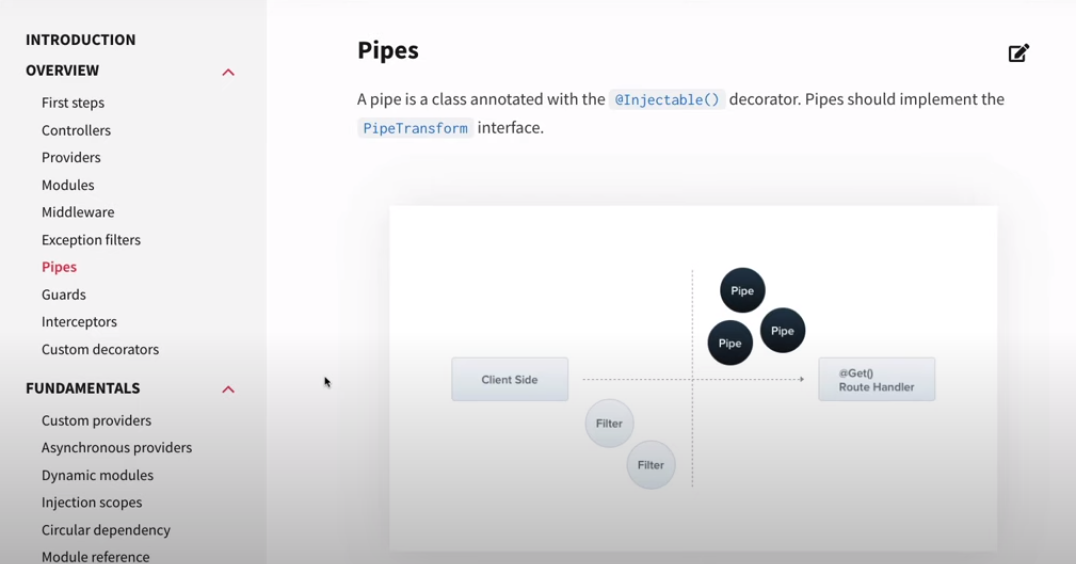 INTRODUCTION
OVERVIEW
First steps
Controllers
Providers
Modules
Middleware
Exception filters
Pipes
Guards
Interceptors
Custom decorators
FUNDAMENTALS
Custom providers
Asynchronous providers
Dynamic modules
Injection scopes
Circular dependency
Module reference
Pipes
A pipe is a class annotated with the @Injectable() decorator. Pipes should implement the
PipeTransform interface.
Pipe
Pipe
Pipe
Client Side
@Get()
Route Handler
Filter
Filter